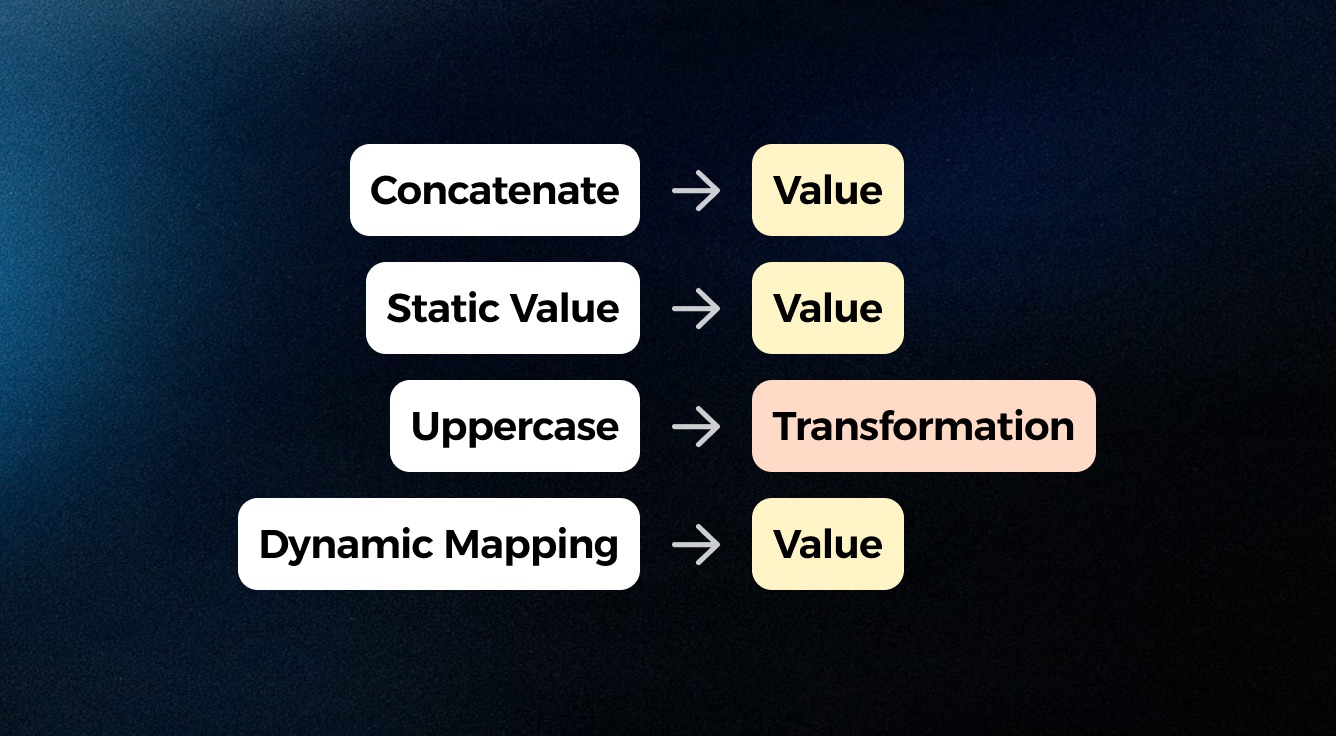 Concatenate → Value
Static Value → Value
Uppercase → Transformation
Dynamic Mapping → Value